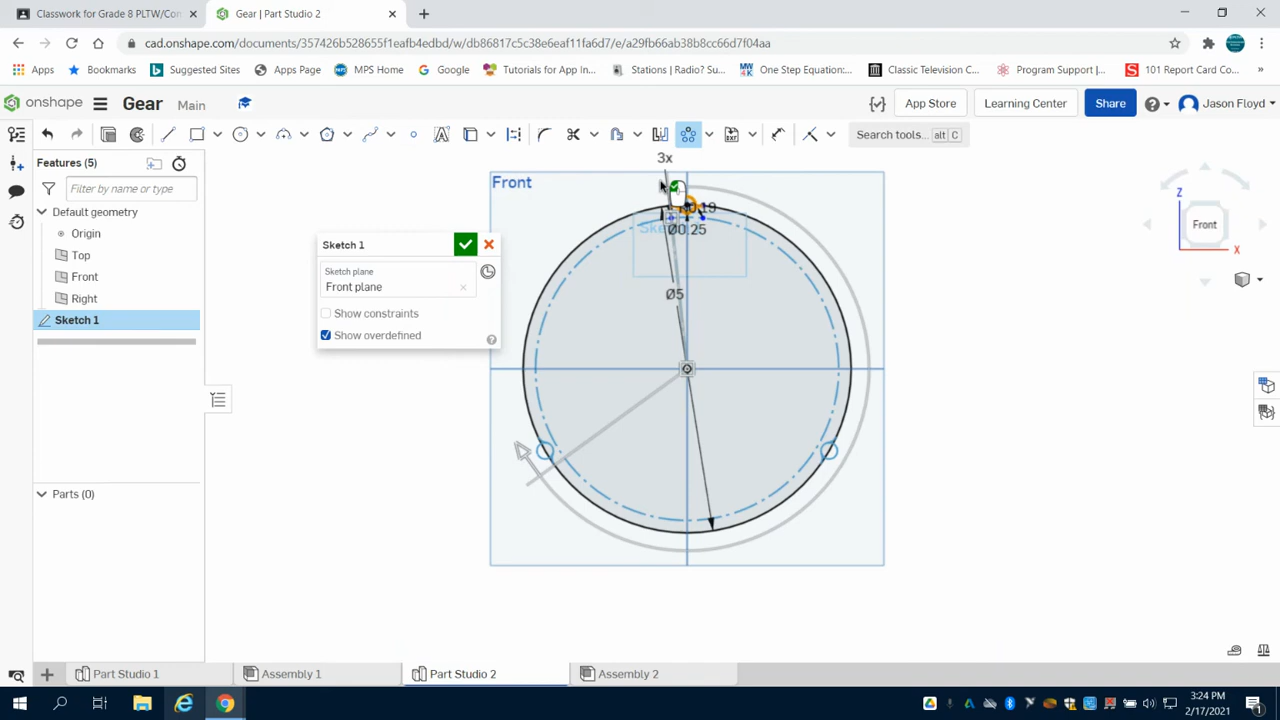 Classwork for Grade 8 PLTW/Con
Gear | Part Studio 2
cad.onshape.com/documents/357426b528655f1eafb4edbd/w/db86817c5c38e6eaf11fa6d7/e/a29fb66ab38b8cc66d7f04aa
Apps
Bookmarks
Suggested Sites
Apps Page
MPS Home
Google
Tutorials for App In...
Stations | Radio? Su...
One Step Equation:...
Classic Television C...
Program Support |...
101 Report Card Co...
»
onshape
Gear
Main
App Store
Learning Center
Share
Jason Floyd
Search tools...
alt C
Features (5)
Filter by name or type
Default geometry
Origin
Top
Front
Right
Sketch 1
Parts (0)
Sketch 1
Sketch plane
Front plane
Show constraints
Show overdefined
3x
Front
Ø0.25
Ø5
Z
Front
X
Part Studio 1
Assembly 1
Part Studio 2
Assembly 2
3:24 PM
2/17/2021